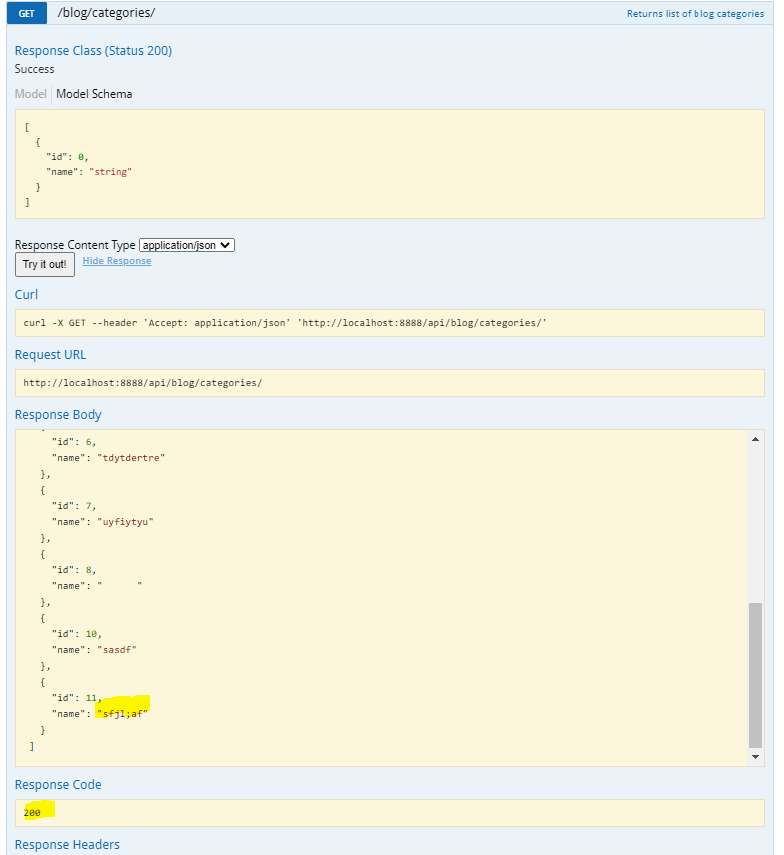 GET /blog/categories/ Returns list of blog categories
Response Class (Status 200)
Success
Model Model Schema
[
{
"id": 0,
"name": "string"
}
]
Response Content Type application/json
Try it out! Hide Response
Curl
curl -X GET --header 'Accept: application/json' 'http://localhost:8888/api/blog/categories/'
Request URL
http://localhost:8888/api/blog/categories/
Response Body
"id": 6,
"name": "tdytdertre"
},
{
"id": 7,
"name": "uyfiytyu"
},
{
"id": 8,
"name": "      "
},
{
"id": 10,
"name": "sasdf"
},
{
"id": 11,
"name": "sfjl;af"
}
]
Response Code
200
Response Headers